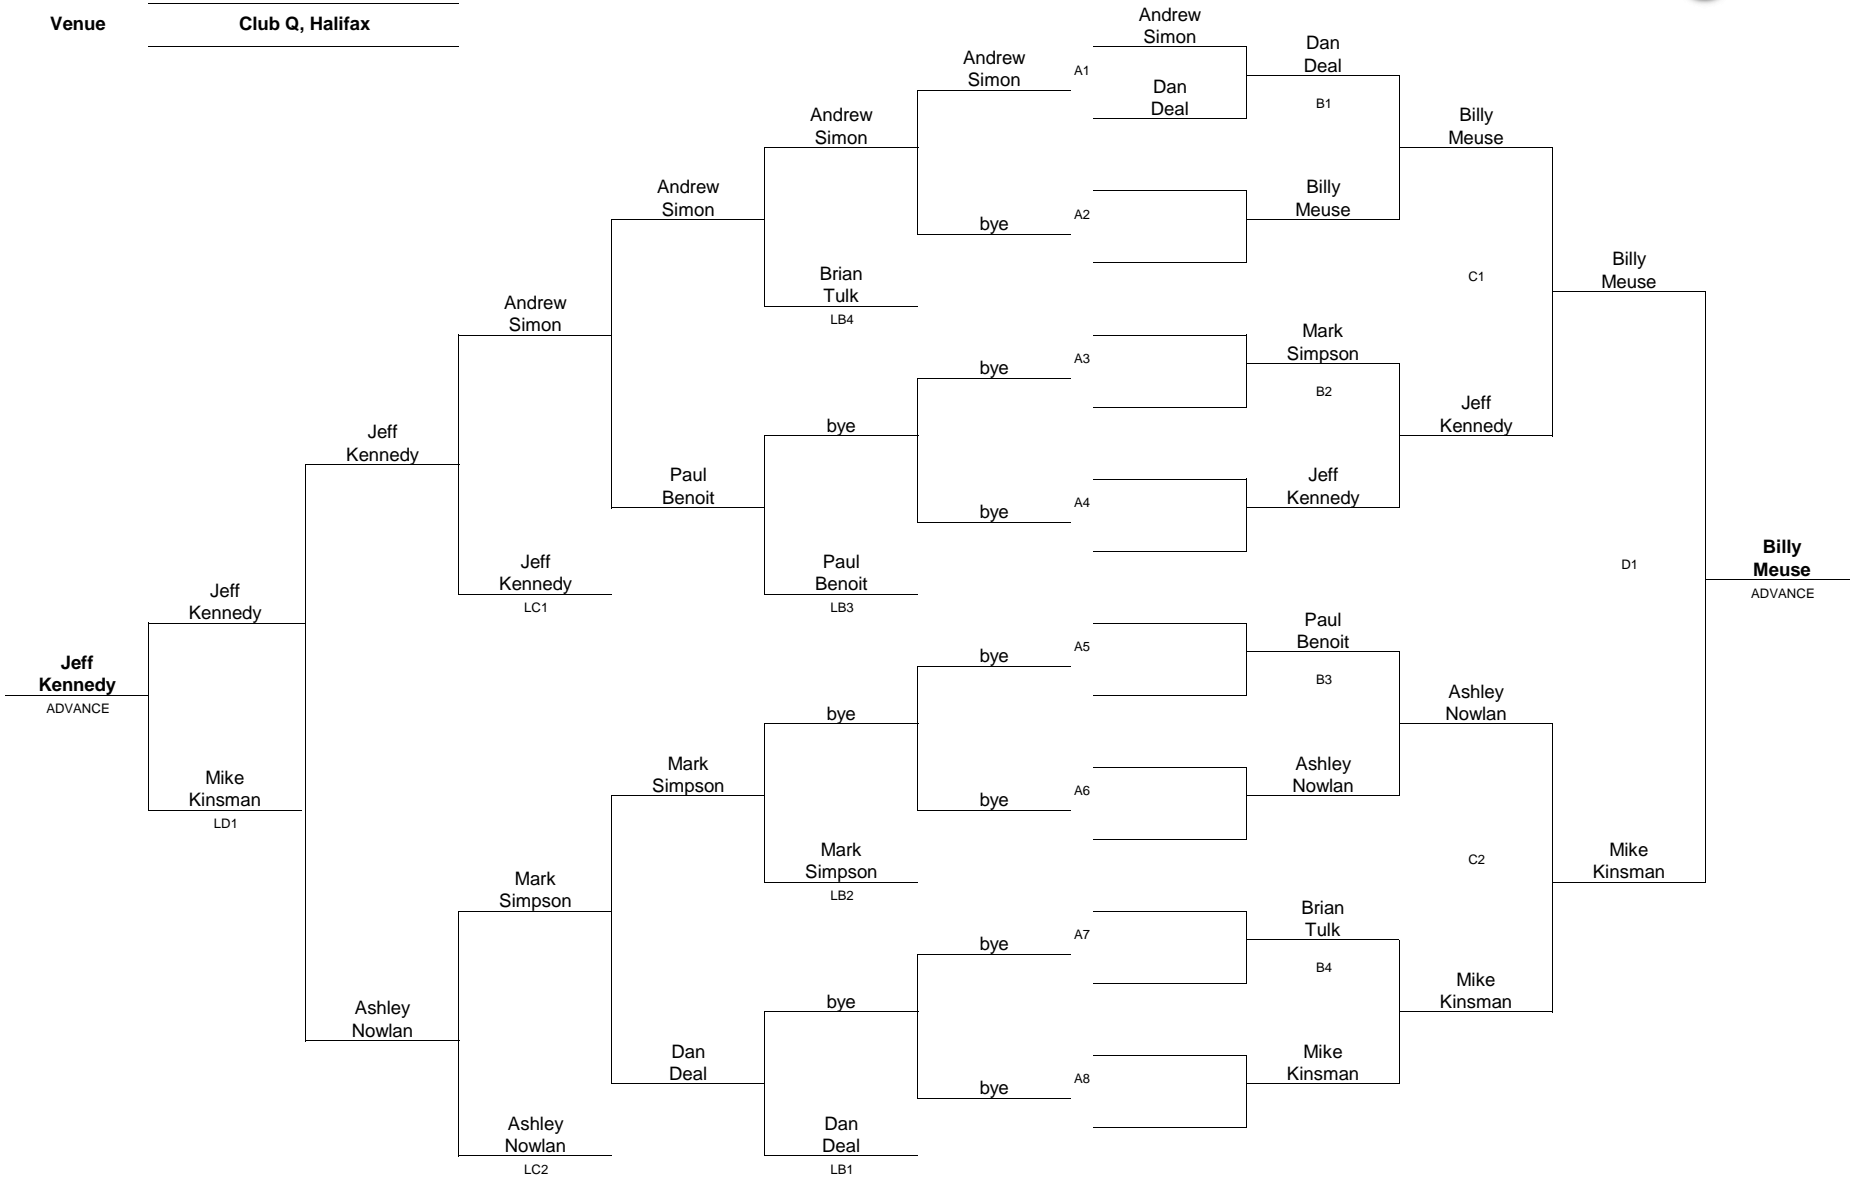 Venue
Club Q, Halifax
Andrew
Simon
Dan
Deal
Andrew
Simon
A1
Dan
Deal
B1
Andrew
Simon
Billy
Meuse
Andrew
Simon
Billy
Meuse
bye
A2
Brian
Tulk
LB4
C1
Billy
Meuse
Andrew
Simon
Mark
Simpson
bye
A3
B2
bye
Jeff
Kennedy
Jeff
Kennedy
Paul
Benoit
Jeff
Kennedy
bye
A4
Jeff
Kennedy
LC1
Paul
Benoit
LB3
D1
Billy
Meuse
ADVANCE
Jeff
Kennedy
Paul
Benoit
bye
A5
B3
Jeff
Kennedy
ADVANCE
bye
Ashley
Nowlan
Mike
Kinsman
LD1
Mark
Simpson
bye
A6
Ashley
Nowlan
Mark
Simpson
LB2
C2
Mike
Kinsman
Mark
Simpson
Brian
Tulk
bye
A7
B4
Ashley
Nowlan
bye
Mike
Kinsman
Dan
Deal
bye
A8
Mike
Kinsman
Ashley
Nowlan
LC2
Dan
Deal
LB1